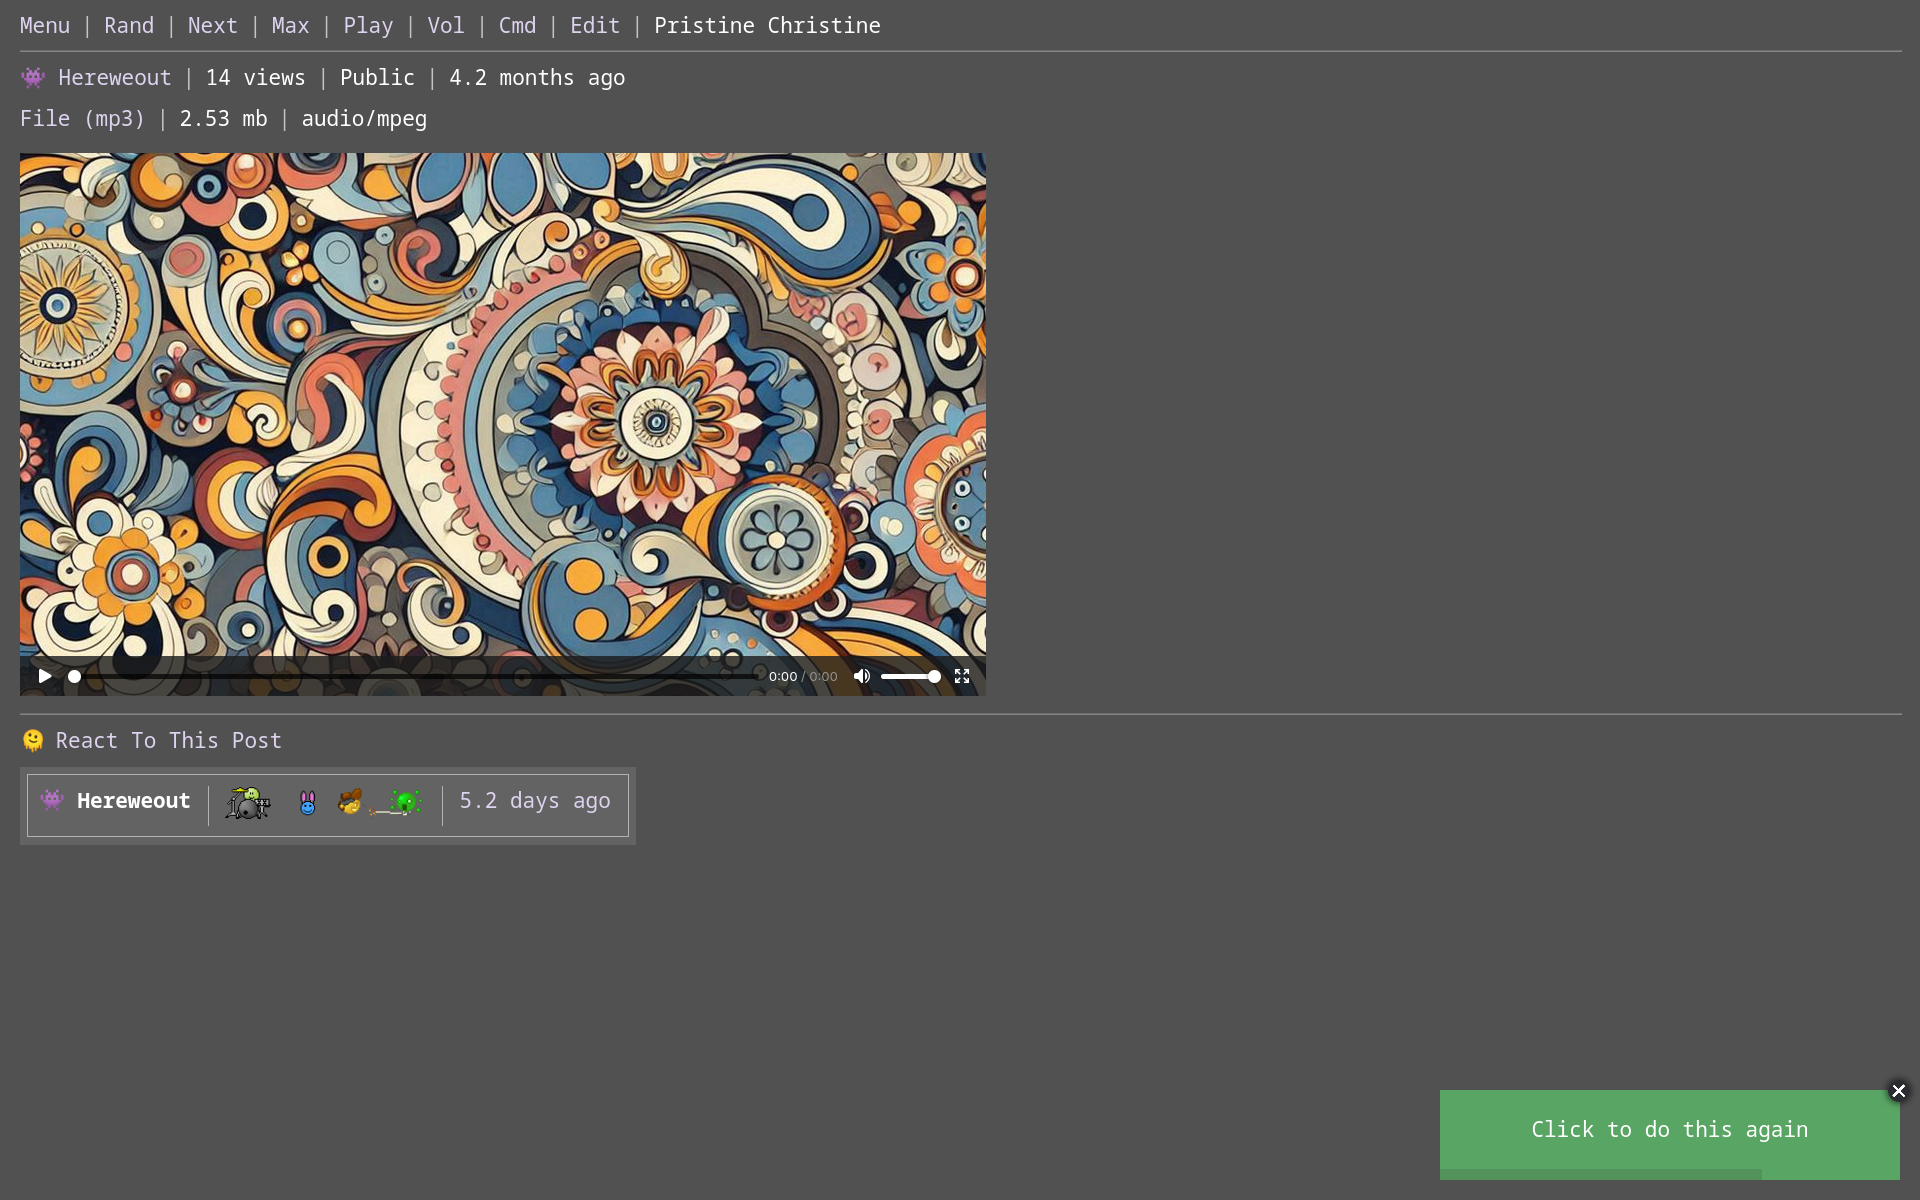 Menu | Rand | Next | Max | Play | Vol | Cmd | Edit | Pristine Christine
Hereweout | 14 views | Public | 4.2 months ago
File (mp3) | 2.53 mb | audio/mpeg
0:00 / 0:00
React To This Post
Hereweout | 5.2 days ago
Click to do this again